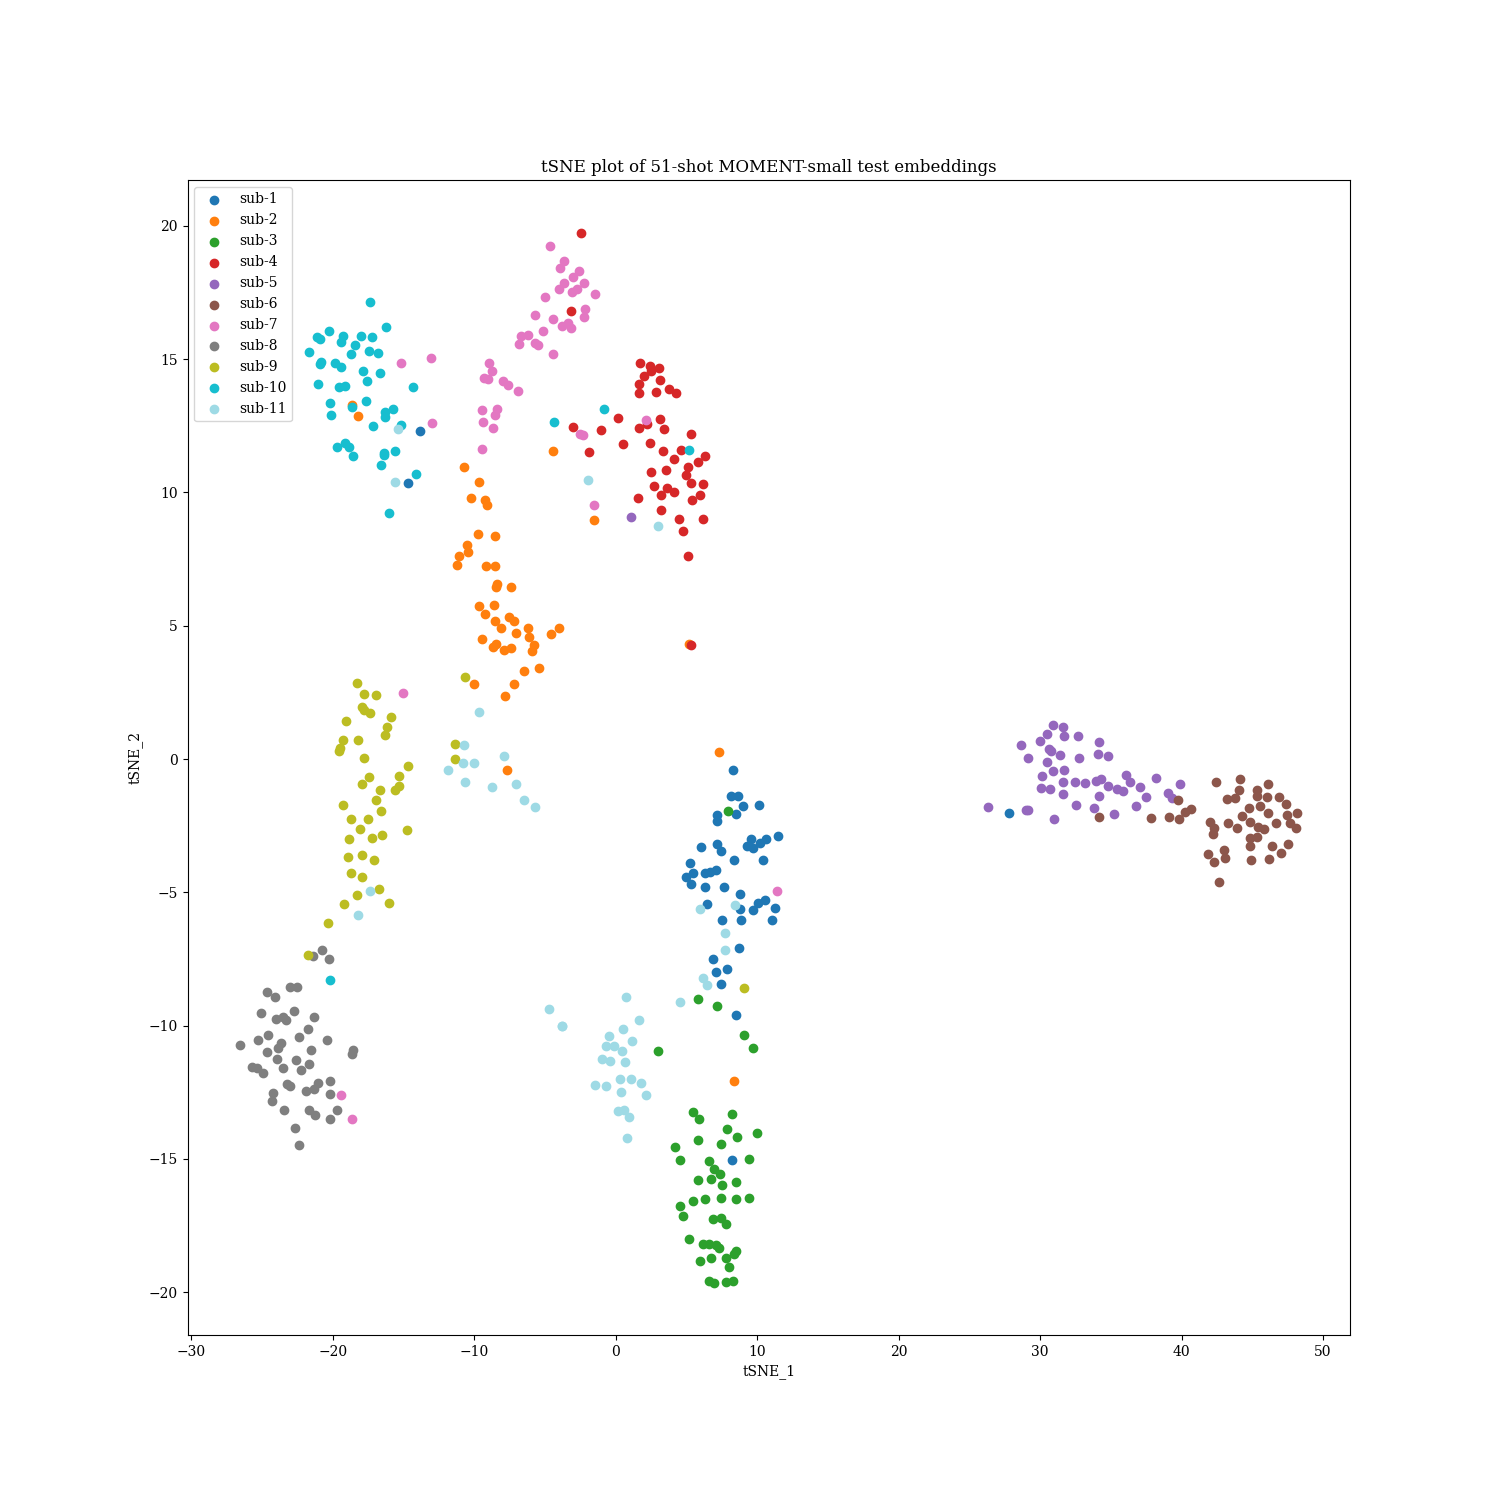 tSNE plot of 51-shot MOMENT-small test embeddings
sub-1
sub-2
sub-3
sub-4
sub-5
sub-6
sub-7
sub-8
sub-9
sub-10
sub-11
20
15
10
5
0
−5
−10
−15
−20
tSNE_2
−30
−20
−10
0
10
20
30
40
50
tSNE_1